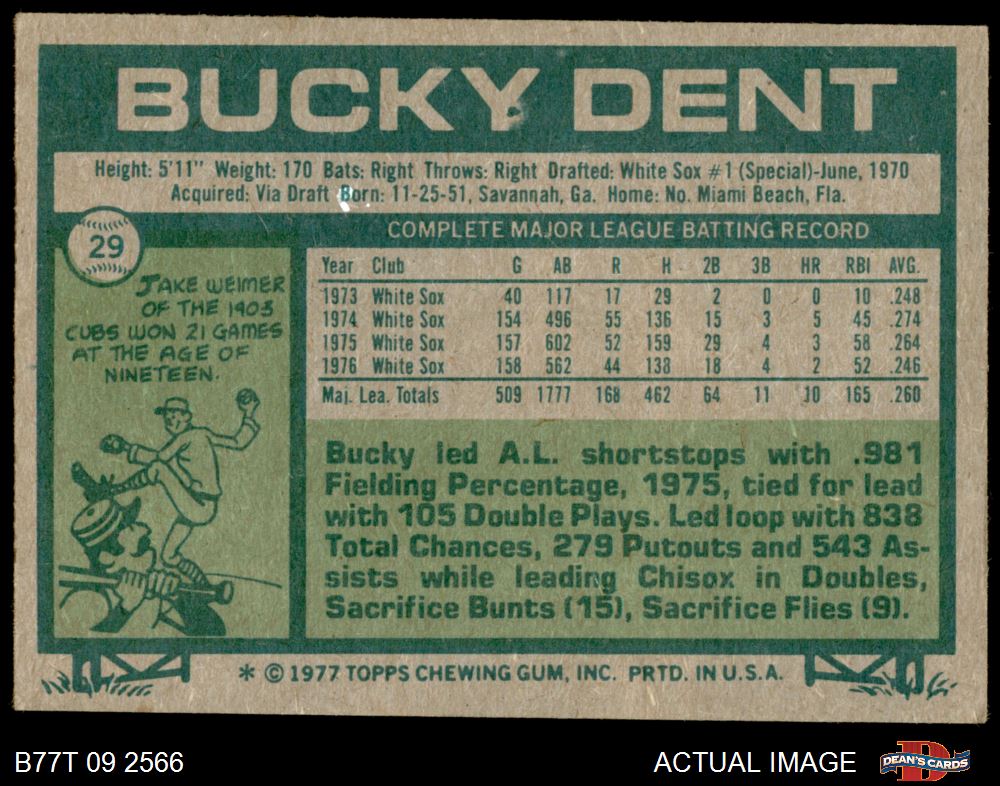 BUCKY DENT
Height: 5'11" Weight: 170 Bats: Right Throws: Right Drafted: White Sox #1 (Special)-June, 1970
Acquired: Via Draft Born: 11-25-51, Savannah, Ga. Home: No. Miami Beach, Fla.
29
JAKE WEIMER
OF THE 1903
CUBS WON 21 GAMES
AT THE AGE OF
NINETEEN.
COMPLETE MAJOR LEAGUE BATTING RECORD
Year Club G AB R H 2B 3B HR RBI AVG.
1973 White Sox 40 117 17 29 2 0 0 10 .248
1974 White Sox 154 496 55 136 15 3 5 45 .274
1975 White Sox 157 602 52 159 29 4 3 58 .264
1976 White Sox 158 562 44 138 18 4 2 52 .246
Maj. Lea. Totals 509 1777 168 462 64 11 10 165 .260
Bucky led A.L. shortstops with .981
Fielding Percentage, 1975, tied for lead
with 105 Double Plays. Led loop with 838
Total Chances, 279 Putouts and 543 As-
sists while leading Chisox in Doubles,
Sacrifice Bunts (15), Sacrifice Flies (9).
* © 1977 TOPPS CHEWING GUM, INC. PRTD. IN U.S.A.
B77T 09 2566
ACTUAL IMAGE
DEAN'S CARDS